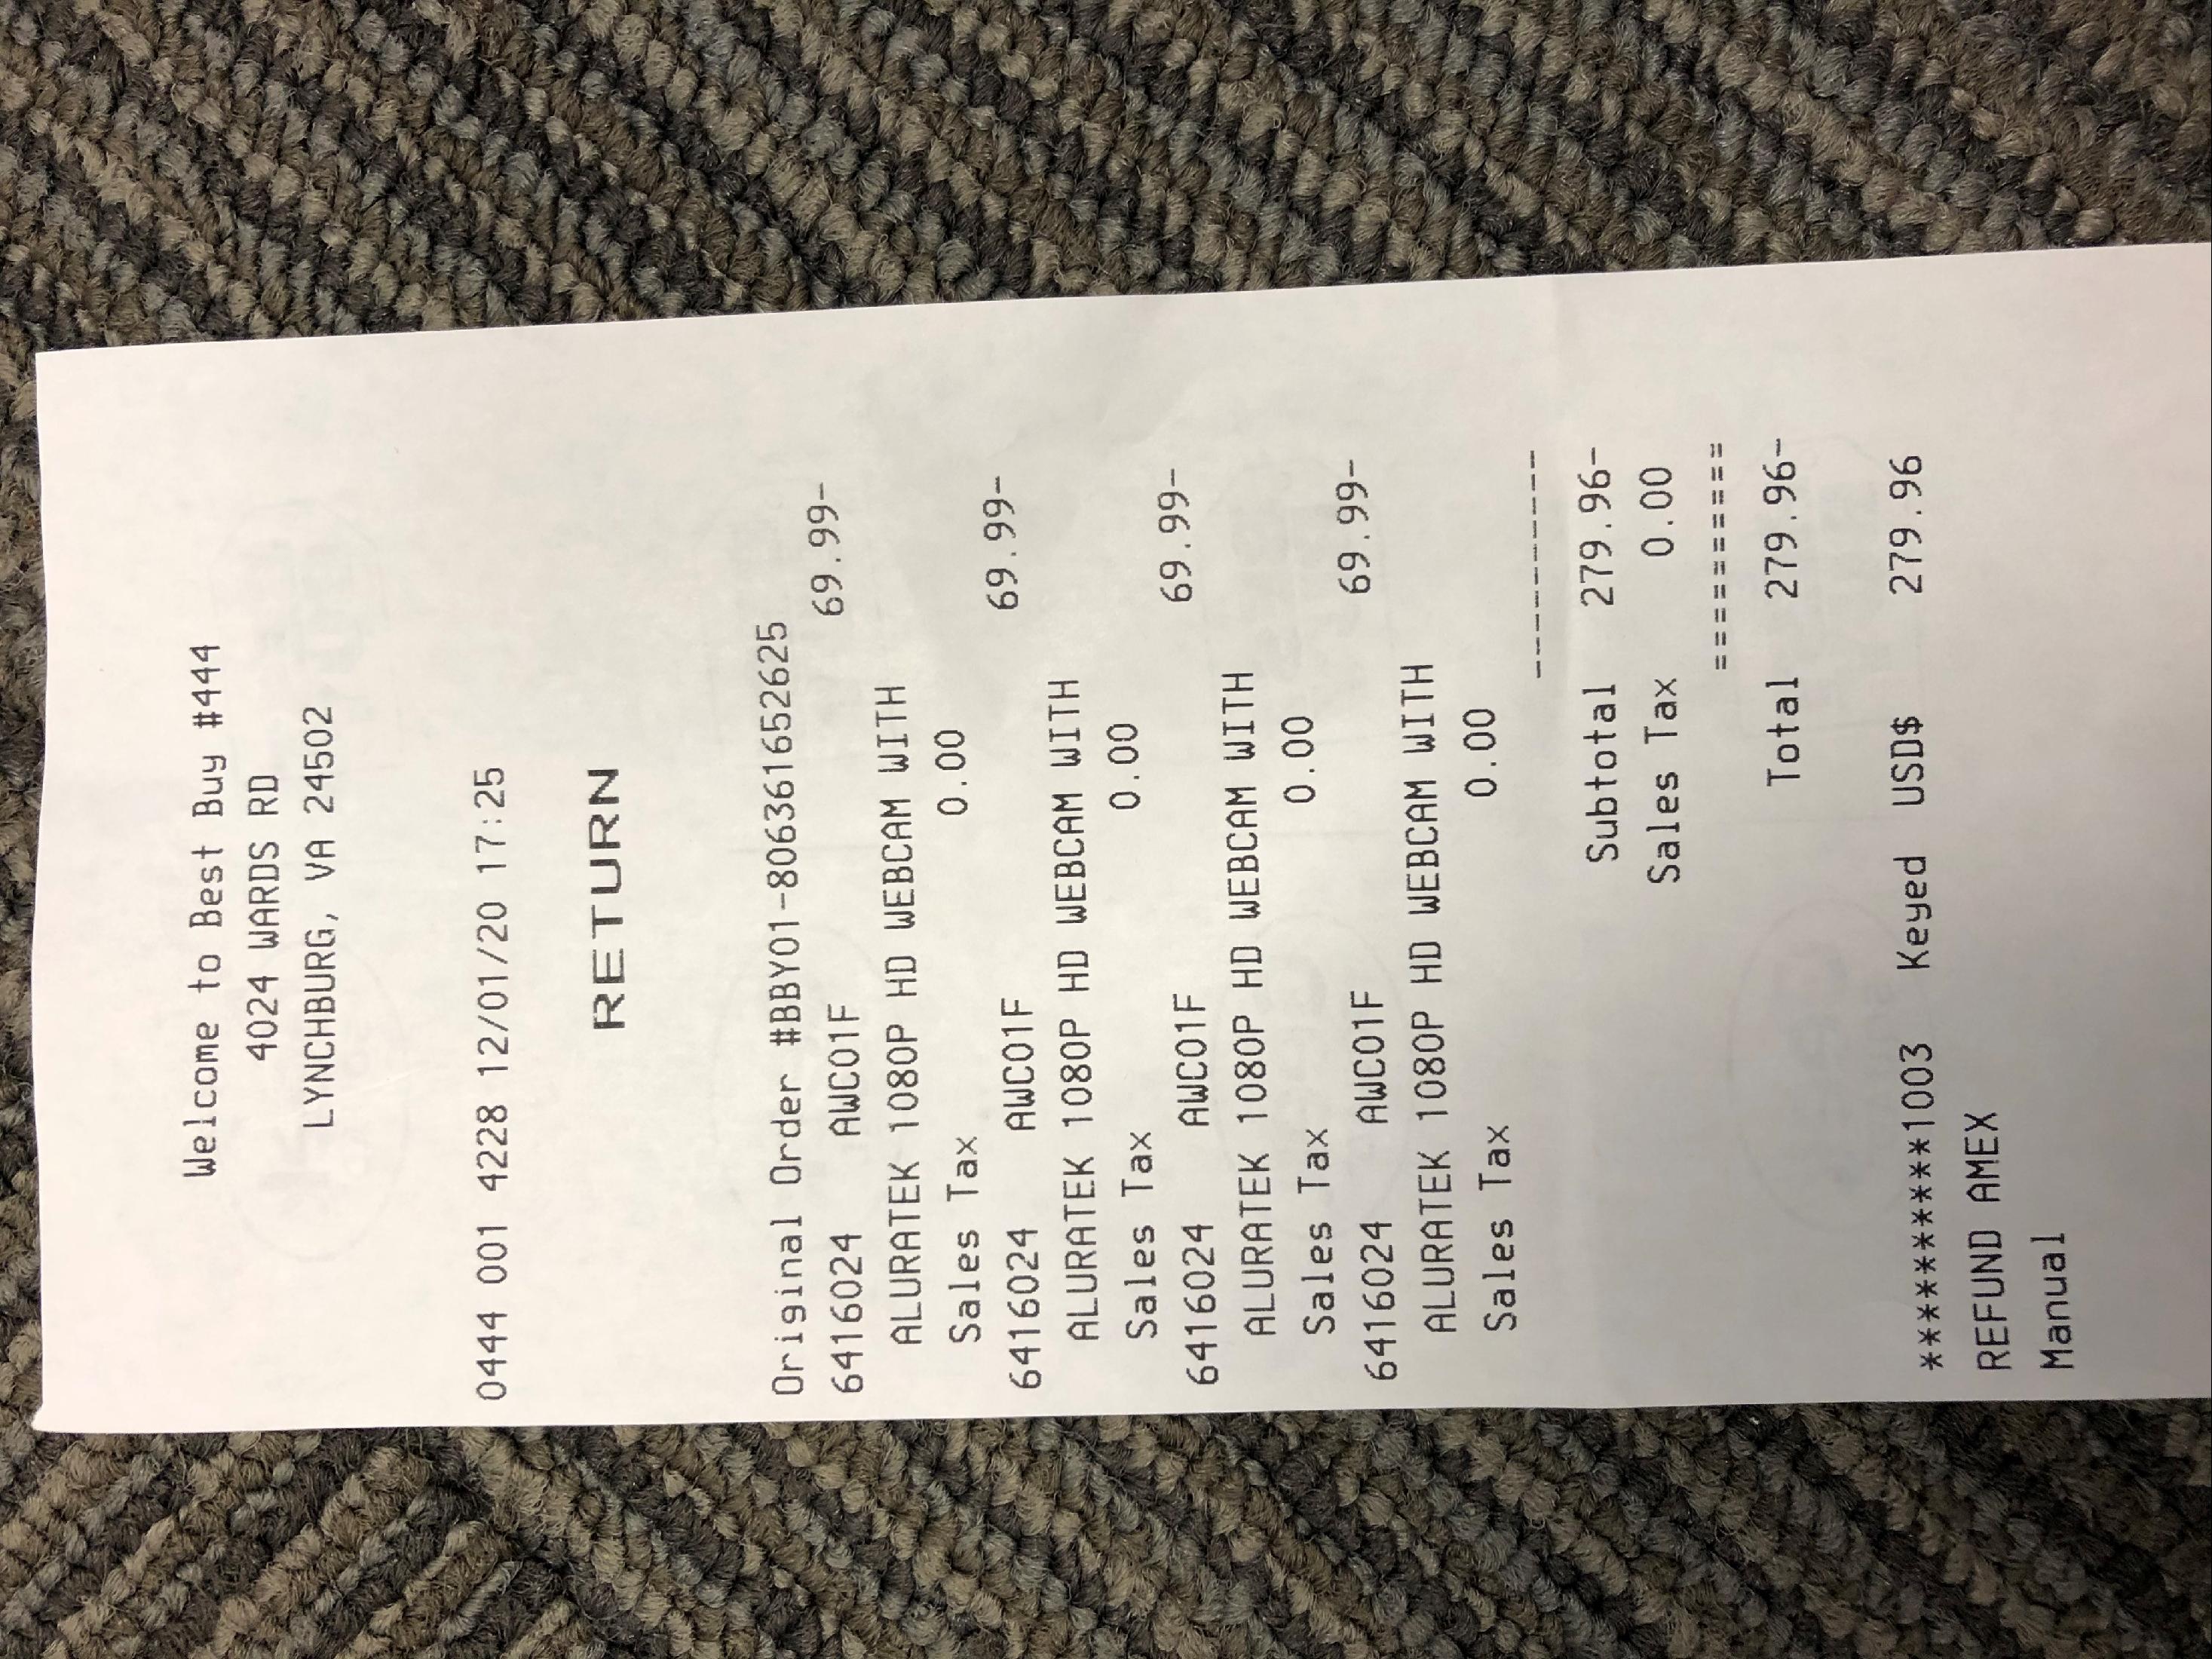 Welcome to Best Buy #444
4024 WARDS RD
LYNCHBURG, VA 24502
0444 001 4228 12/01/20 17:25
RETURN
Original Order #BBY01-806361652625
6416024 AWC01F 69.99-
ALURATEK 1080P HD WEBCAM WITH
Sales Tax 0.00
6416024 AWC01F 69.99-
ALURATEK 1080P HD WEBCAM WITH
Sales Tax 0.00
6416024 AWC01F 69.99-
ALURATEK 1080P HD WEBCAM WITH
Sales Tax 0.00
6416024 AWC01F 69.99-
ALURATEK 1080P HD WEBCAM WITH
Sales Tax 0.00
----------
Subtotal 279.96-
Sales Tax 0.00
==========
Total 279.96-
***********1003 Keyed USD$ 279.96
REFUND AMEX
Manual